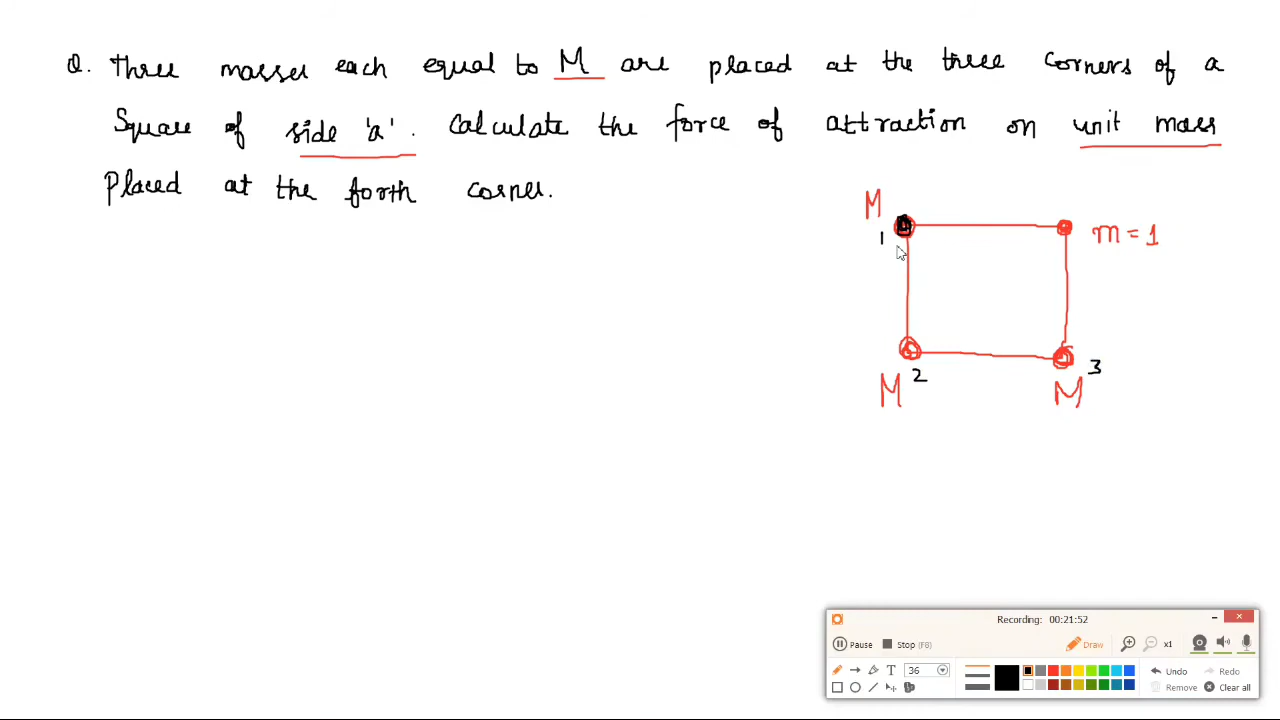 Q. Three masses each equal to M are placed at the three corners of a
Square of side 'a'. Calculate the force of attraction on unit mass
Placed at the forth corner.
M
1
m = 1
M 2
M 3
Recording: 00:21:52
Pause Stop (F8) Draw x1
T 36 Undo Redo
Remove Clear all